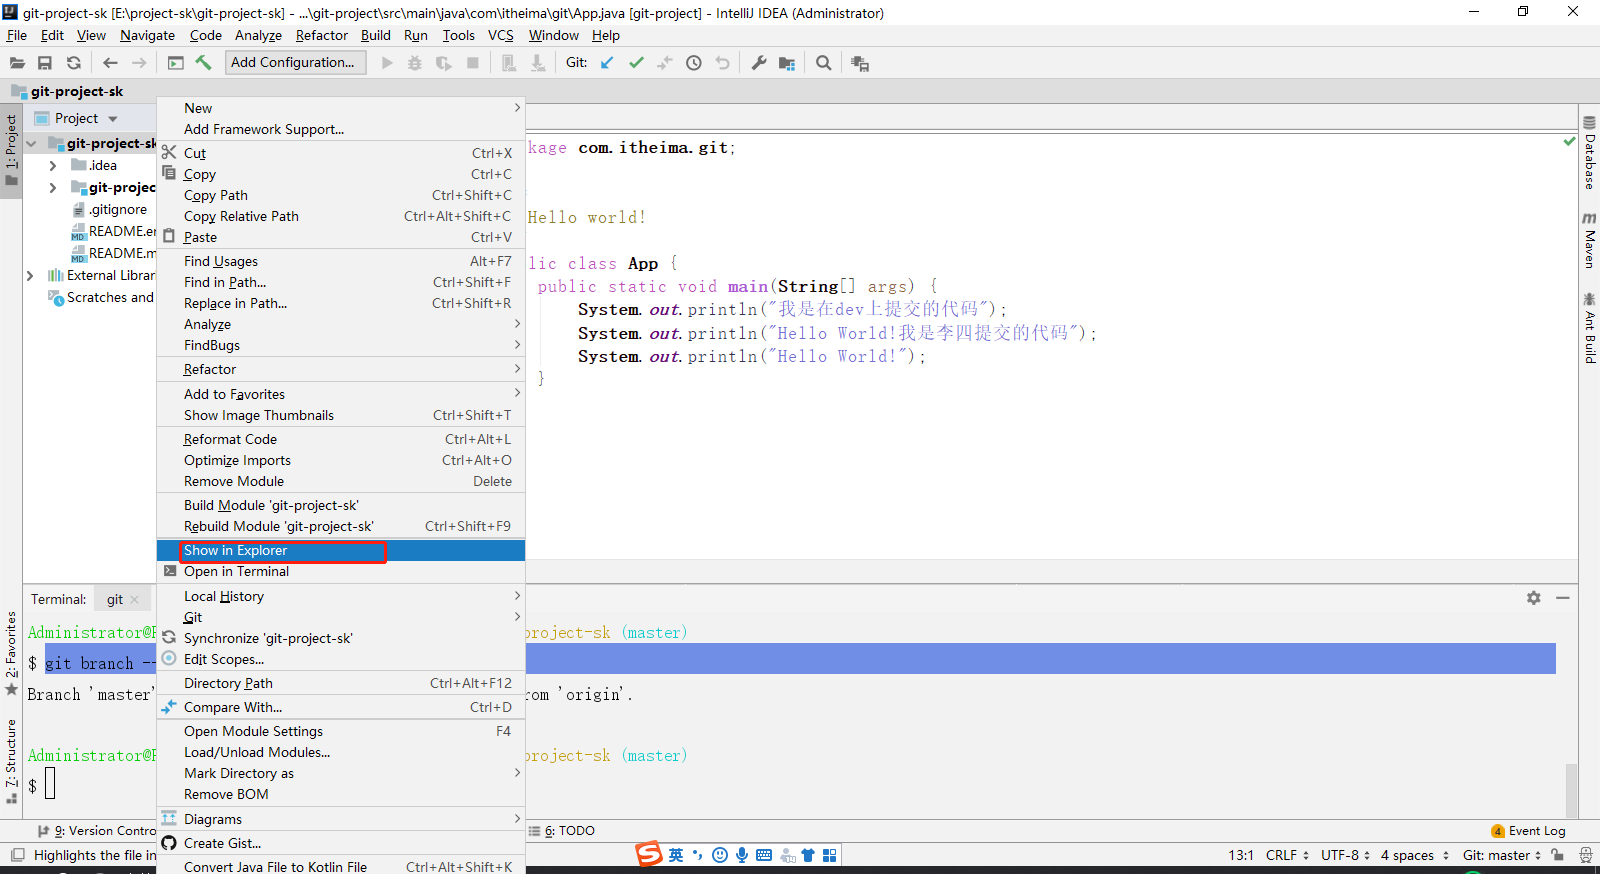 git-project-sk [E:\project-sk\git-project-sk] - ...\git-project\src\main\java\com\itheima\git\App.java [git-project] - IntelliJ IDEA (Administrator)
File Edit View Navigate Code Analyze Refactor Build Run Tools VCS Window Help
Add Configuration... Git:
git-project-sk
1: Project
Project
git-project-sk
.idea
git-projec
.gitignore
README.e
README.m
External Librar
Scratches and
New
Add Framework Support...
Cut Ctrl+X
Copy Ctrl+C
Copy Path Ctrl+Shift+C
Copy Relative Path Ctrl+Alt+Shift+C
Paste Ctrl+V
Find Usages Alt+F7
Find in Path... Ctrl+Shift+F
Replace in Path... Ctrl+Shift+R
Analyze
FindBugs
Refactor
Add to Favorites
Show Image Thumbnails Ctrl+Shift+T
Reformat Code Ctrl+Alt+L
Optimize Imports Ctrl+Alt+O
Remove Module Delete
Build Module 'git-project-sk'
Rebuild Module 'git-project-sk' Ctrl+Shift+F9
Show in Explorer
Open in Terminal
Local History
Git
Synchronize 'git-project-sk'
Edit Scopes...
Directory Path Ctrl+Alt+F12
Compare With... Ctrl+D
Open Module Settings F4
Load/Unload Modules...
Mark Directory as
Remove BOM
Diagrams
Create Gist...
Convert Java File to Kotlin File Ctrl+Alt+Shift+K
kage com.itheima.git;
Hello world!
lic class App {
public static void main(String[] args) {
System.out.println("我是在dev上提交的代码");
System.out.println("Hello World!我是李四提交的代码");
System.out.println("Hello World!");
}
Database
Maven
Ant Build
2: Favorites
7: Structure
Terminal: git
Administrator@ project-sk (master)
$ git branch --
Branch 'master' rom 'origin'.
Administrator@ project-sk (master)
$
9: Version Contro
6: TODO
4 Event Log
Highlights the file in
英
13:1 CRLF UTF-8 4 spaces Git: master